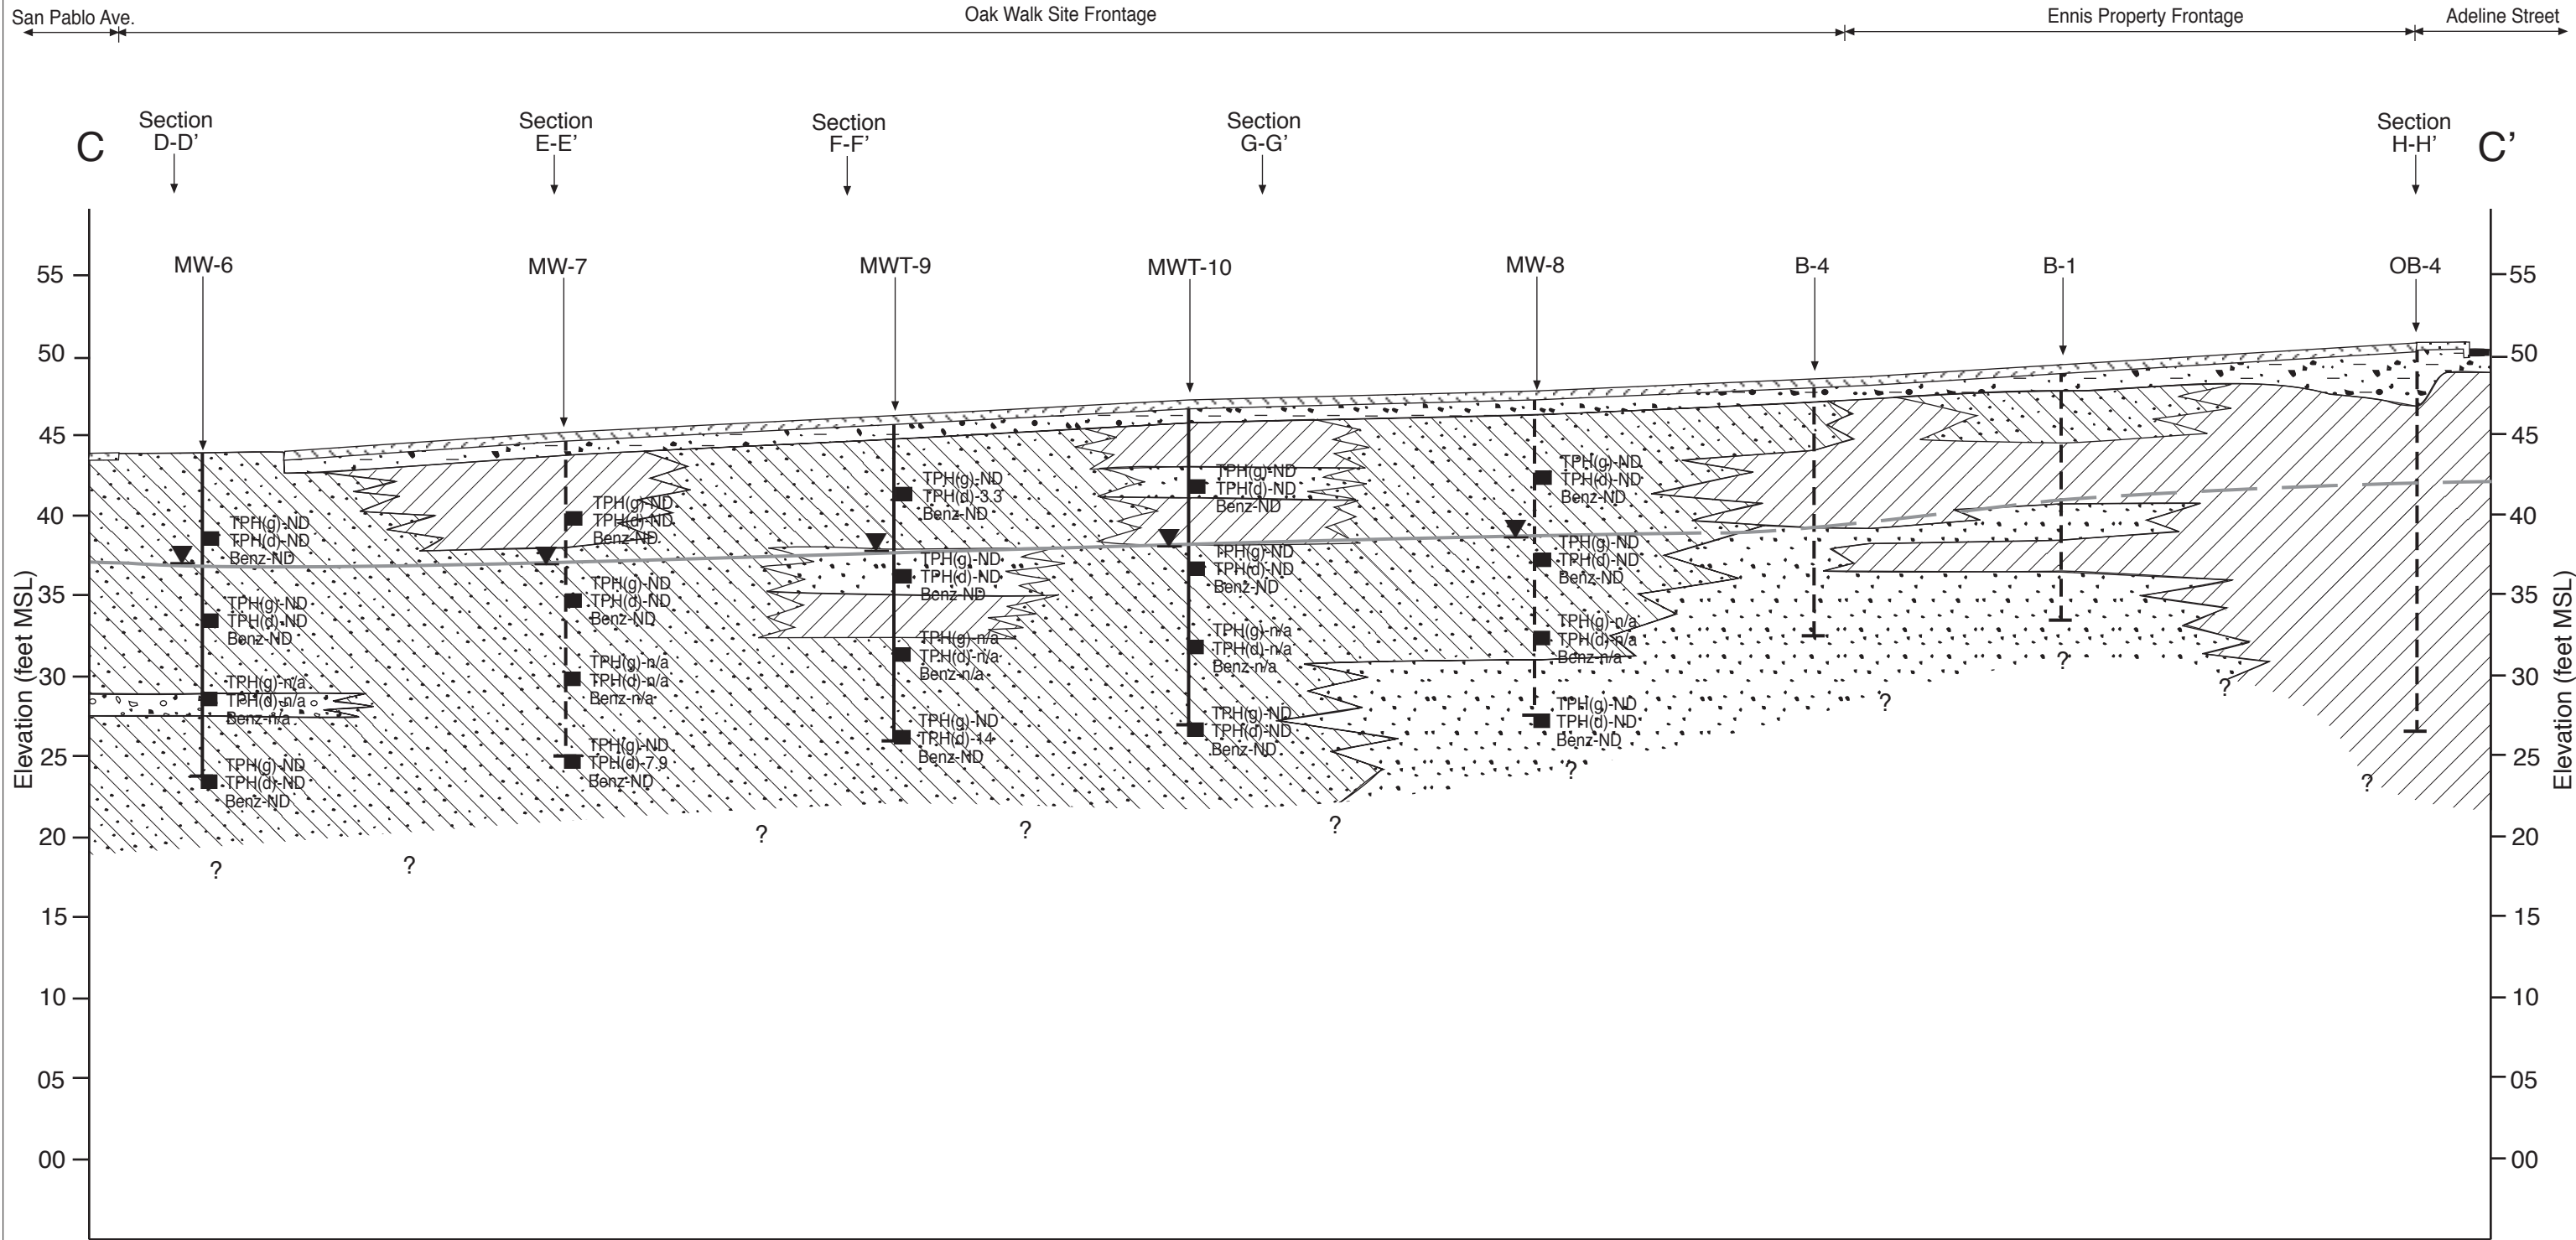 San Pablo Ave.
Oak Walk Site Frontage
Ennis Property Frontage
Adeline Street
Section
D-D'
Section
E-E'
Section
F-F'
Section
G-G'
Section
H-H'
C
C'
MW-6
MW-7
MWT-9
MWT-10
MW-8
B-4
B-1
OB-4
Elevation (feet MSL)
55
50
45
40
35
30
25
20
15
10
05
00
TPH(g)-ND
TPH(d)-ND
Benz-ND
TPH(g)-ND
TPH(d)-ND
Benz-ND
TPH(g)-n/a
TPH(d)-n/a
Benz-n/a
TPH(g)-ND
TPH(d)-ND
Benz-ND
TPH(g)-ND
TPH(d)-ND
Benz-ND
TPH(g)-ND
TPH(d)-ND
Benz-ND
TPH(g)-n/a
TPH(d)-n/a
Benz-n/a
TPH(g)-ND
TPH(d)-7.9
Benz-ND
TPH(g)-ND
TPH(d)-3.3
Benz-ND
TPH(g)-ND
TPH(d)-ND
Benz-ND
TPH(g)-n/a
TPH(d)-n/a
Benz-n/a
TPH(g)-ND
TPH(d)-14
Benz-ND
TPH(g)-ND
TPH(d)-ND
Benz-ND
TPH(g)-ND
TPH(d)-ND
Benz-ND
TPH(g)-n/a
TPH(d)-n/a
Benz-n/a
TPH(g)-ND
TPH(d)-ND
Benz-ND
TPH(g)-ND
TPH(d)-ND
Benz-ND
TPH(g)-ND
TPH(d)-ND
Benz-ND
TPH(g)-n/a
TPH(d)-n/a
Benz-n/a
TPH(g)-ND
TPH(d)-ND
Benz-ND
?
?
?
?
?
?
?
?
?
?
55
50
45
40
35
30
25
20
15
10
05
00
Elevation (feet MSL)